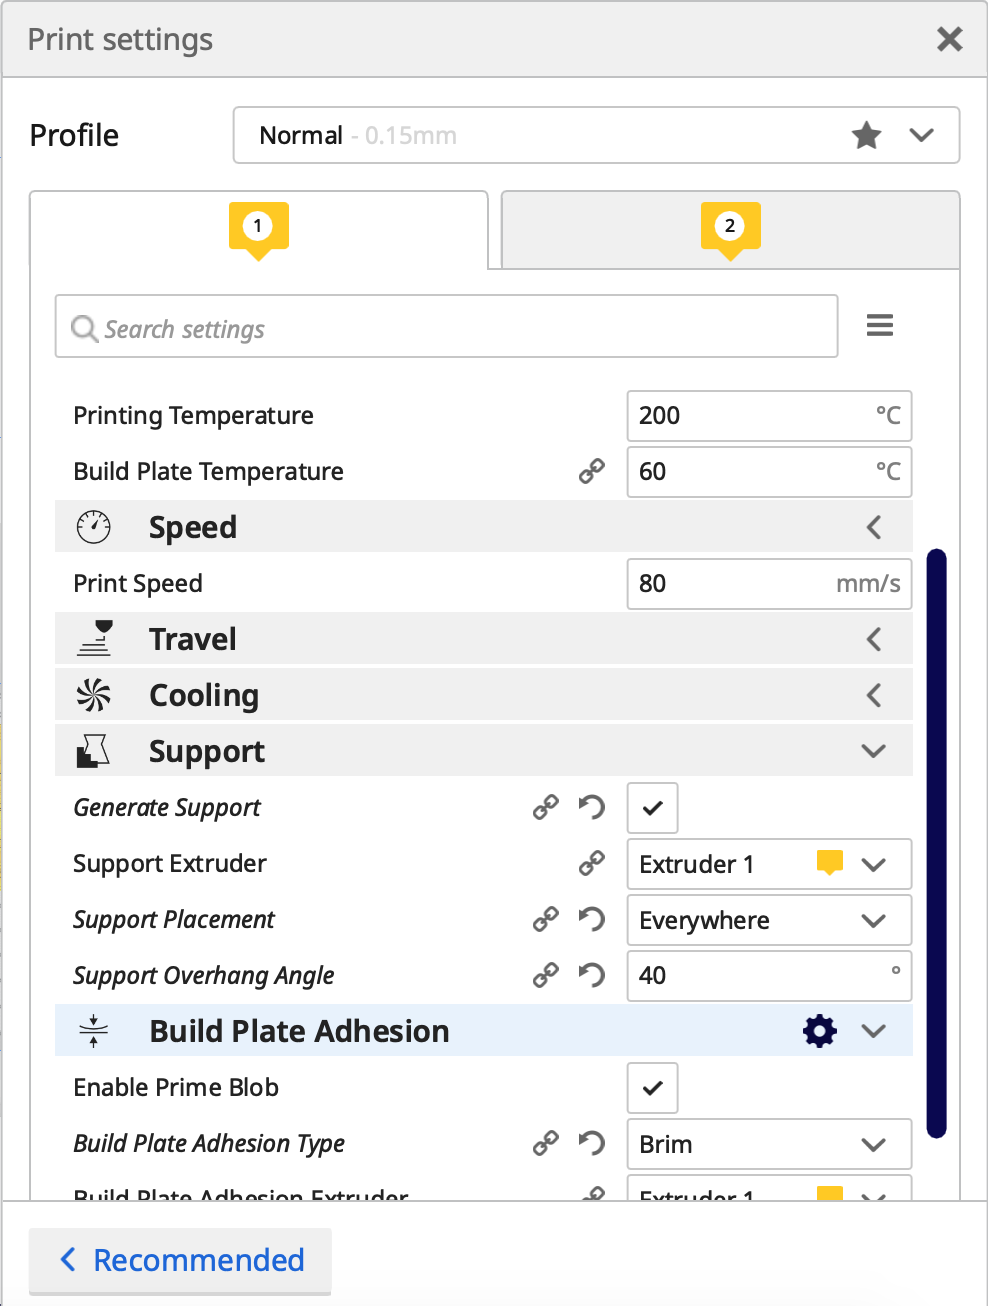 Print settings
Profile
Normal - 0.15mm
1
2
Search settings
Printing Temperature 200 °C
Build Plate Temperature 60 °C
Speed
Print Speed 80 mm/s
Travel
Cooling
Support
Generate Support
Support Extruder Extruder 1
Support Placement Everywhere
Support Overhang Angle 40 °
Build Plate Adhesion
Enable Prime Blob
Build Plate Adhesion Type Brim
Build Plate Adhesion Extruder Extruder 1
Recommended